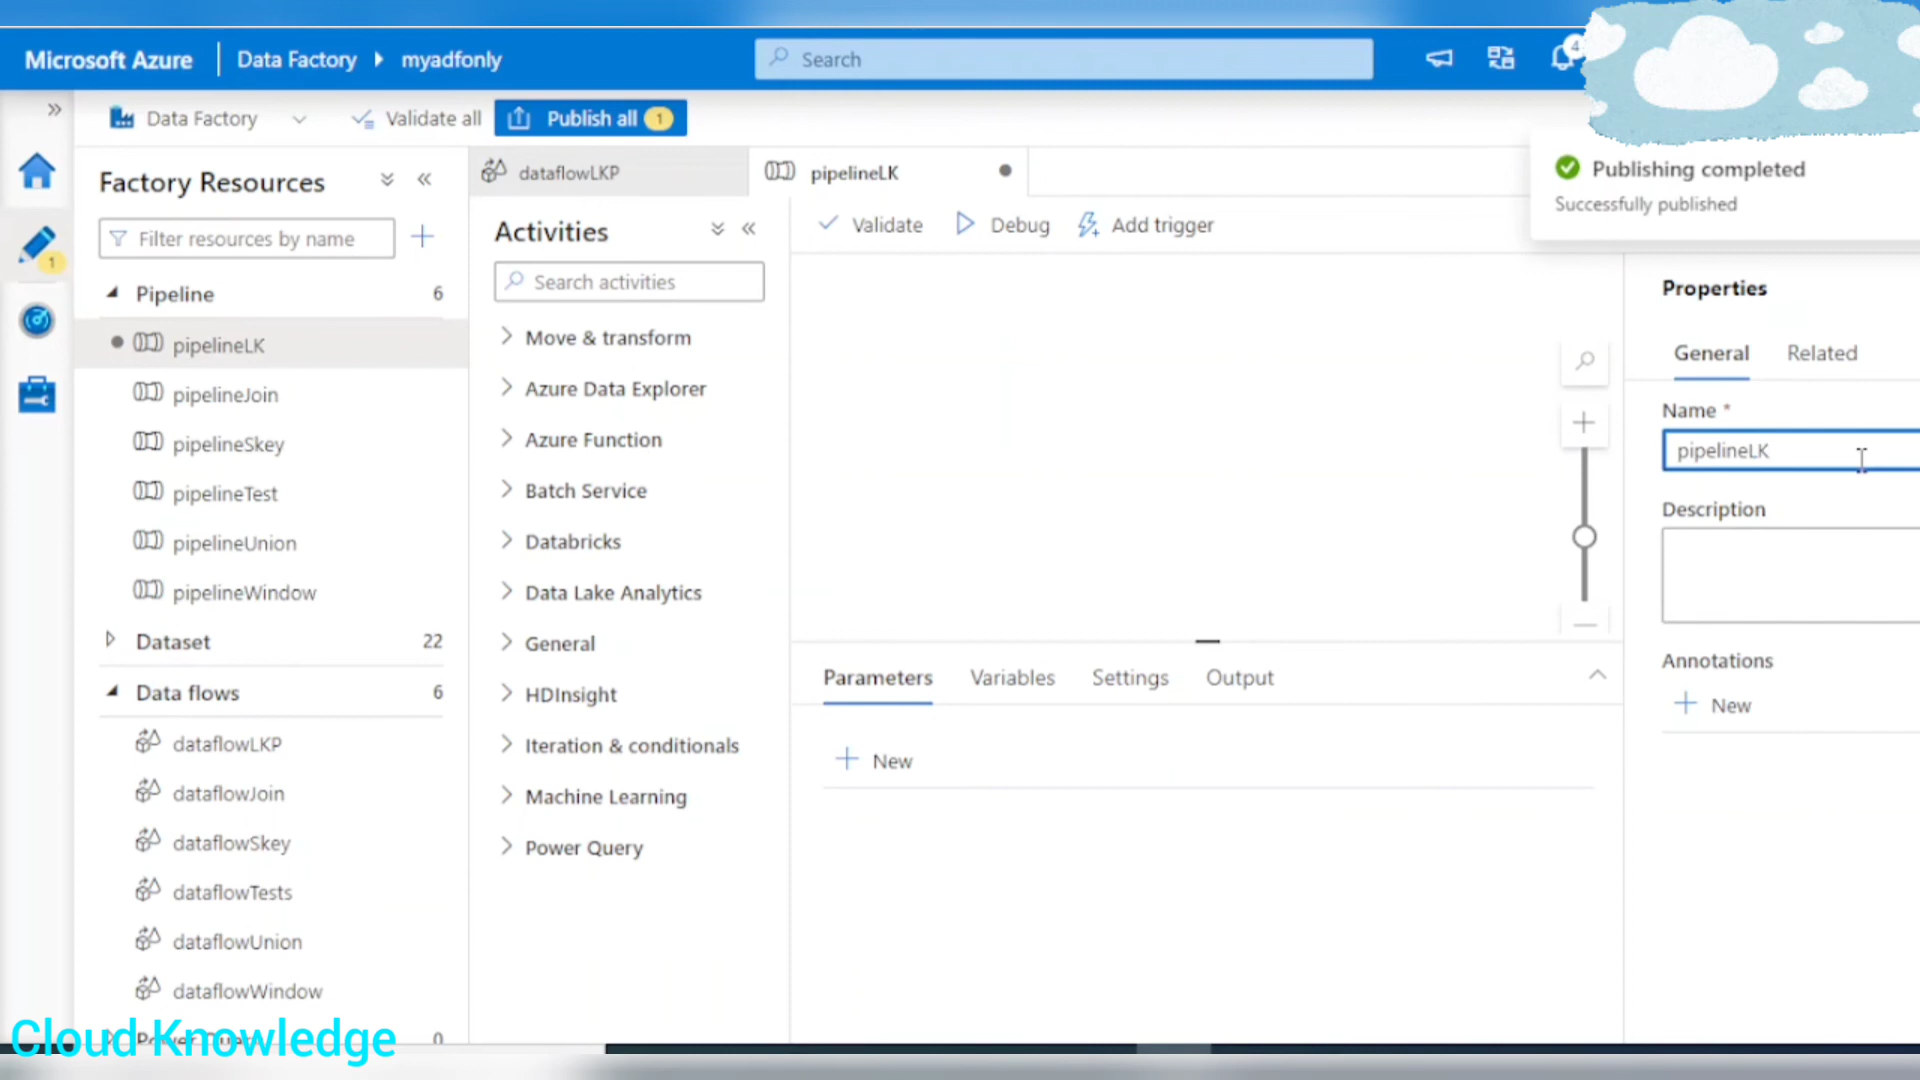 Microsoft Azure
Data Factory
myadfonly
Search
4
Data Factory
Validate all
Publish all 1
Publishing completed
Successfully published
Factory Resources
Filter resources by name
1
Pipeline 6
pipelineLK
pipelineJoin
pipelineSkey
pipelineTest
pipelineUnion
pipelineWindow
Dataset 22
Data flows 6
dataflowLKP
dataflowJoin
dataflowSkey
dataflowTests
dataflowUnion
dataflowWindow
Power Query 0
dataflowLKP
pipelineLK
Activities
Search activities
Move & transform
Azure Data Explorer
Azure Function
Batch Service
Databricks
Data Lake Analytics
General
HDInsight
Iteration & conditionals
Machine Learning
Power Query
Validate
Debug
Add trigger
Parameters
Variables
Settings
Output
New
Properties
General
Related
Name *
pipelineLK
Description
Annotations
New
Cloud Knowledge